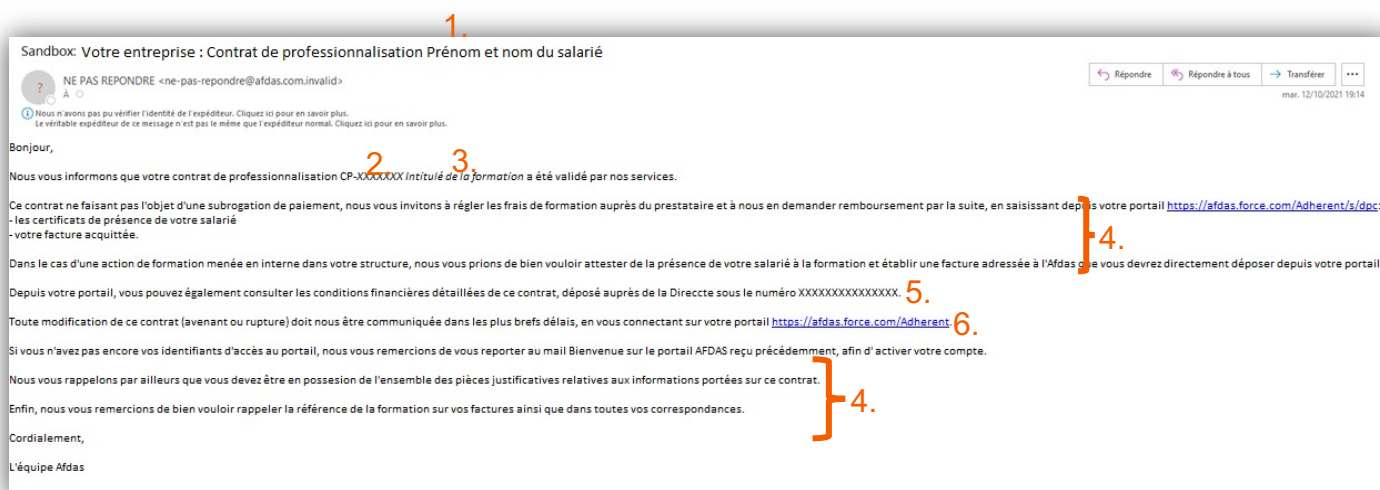 1.
Sandbox: Votre entreprise : Contrat de professionnalisation Prénom et nom du salarié
NE PAS REPONDRE <ne-pas-repondre@afdas.com.invalid>
À
Répondre Répondre à tous Transférer ...
mar. 12/10/2021 19:14
Nous n'avons pas pu vérifier l'identité de l'expéditeur. Cliquez ici pour en savoir plus.
Le véritable expéditeur de ce message n'est pas le même que l'expéditeur normal. Cliquez ici pour en savoir plus.
Bonjour,
2. 3.
Nous vous informons que votre contrat de professionnalisation CP-XXXXXXX Intitulé de la formation a été validé par nos services.
Ce contrat ne faisant pas l'objet d'une subrogation de paiement, nous vous invitons à régler les frais de formation auprès du prestataire et à nous en demander remboursement par la suite, en saisissant depuis votre portail https://afdas.force.com/Adherent/s/dpc:
- les certificats de présence de votre salarié
- votre facture acquittée.
4.
Dans le cas d'une action de formation menée en interne dans votre structure, nous vous prions de bien vouloir attester de la présence de votre salarié à la formation et établir une facture adressée à l'Afdas que vous devrez directement déposer depuis votre portail
Depuis votre portail, vous pouvez également consulter les conditions financières détaillées de ce contrat, déposé auprès de la Direccte sous le numéro XXXXXXXXXXXXXXX. 5.
Toute modification de ce contrat (avenant ou rupture) doit nous être communiquée dans les plus brefs délais, en vous connectant sur votre portail https://afdas.force.com/Adherent. 6.
Si vous n'avez pas encore vos identifiants d'accès au portail, nous vous remercions de vous reporter au mail Bienvenue sur le portail AFDAS reçu précédemment, afin d' activer votre compte.
Nous vous rappelons par ailleurs que vous devez être en possesion de l'ensemble des pièces justificatives relatives aux informations portées sur ce contrat.
4.
Enfin, nous vous remercions de bien vouloir rappeler la référence de la formation sur vos factures ainsi que dans toutes vos correspondances.
Cordialement,
L'équipe Afdas